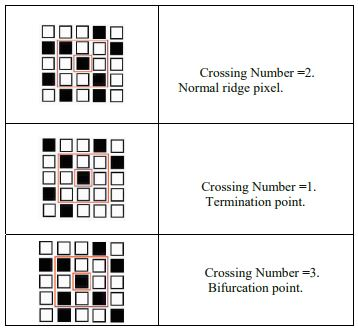 Crossing Number =2.
Normal ridge pixel.
Crossing Number =1.
Termination point.
Crossing Number =3.
Bifurcation point.